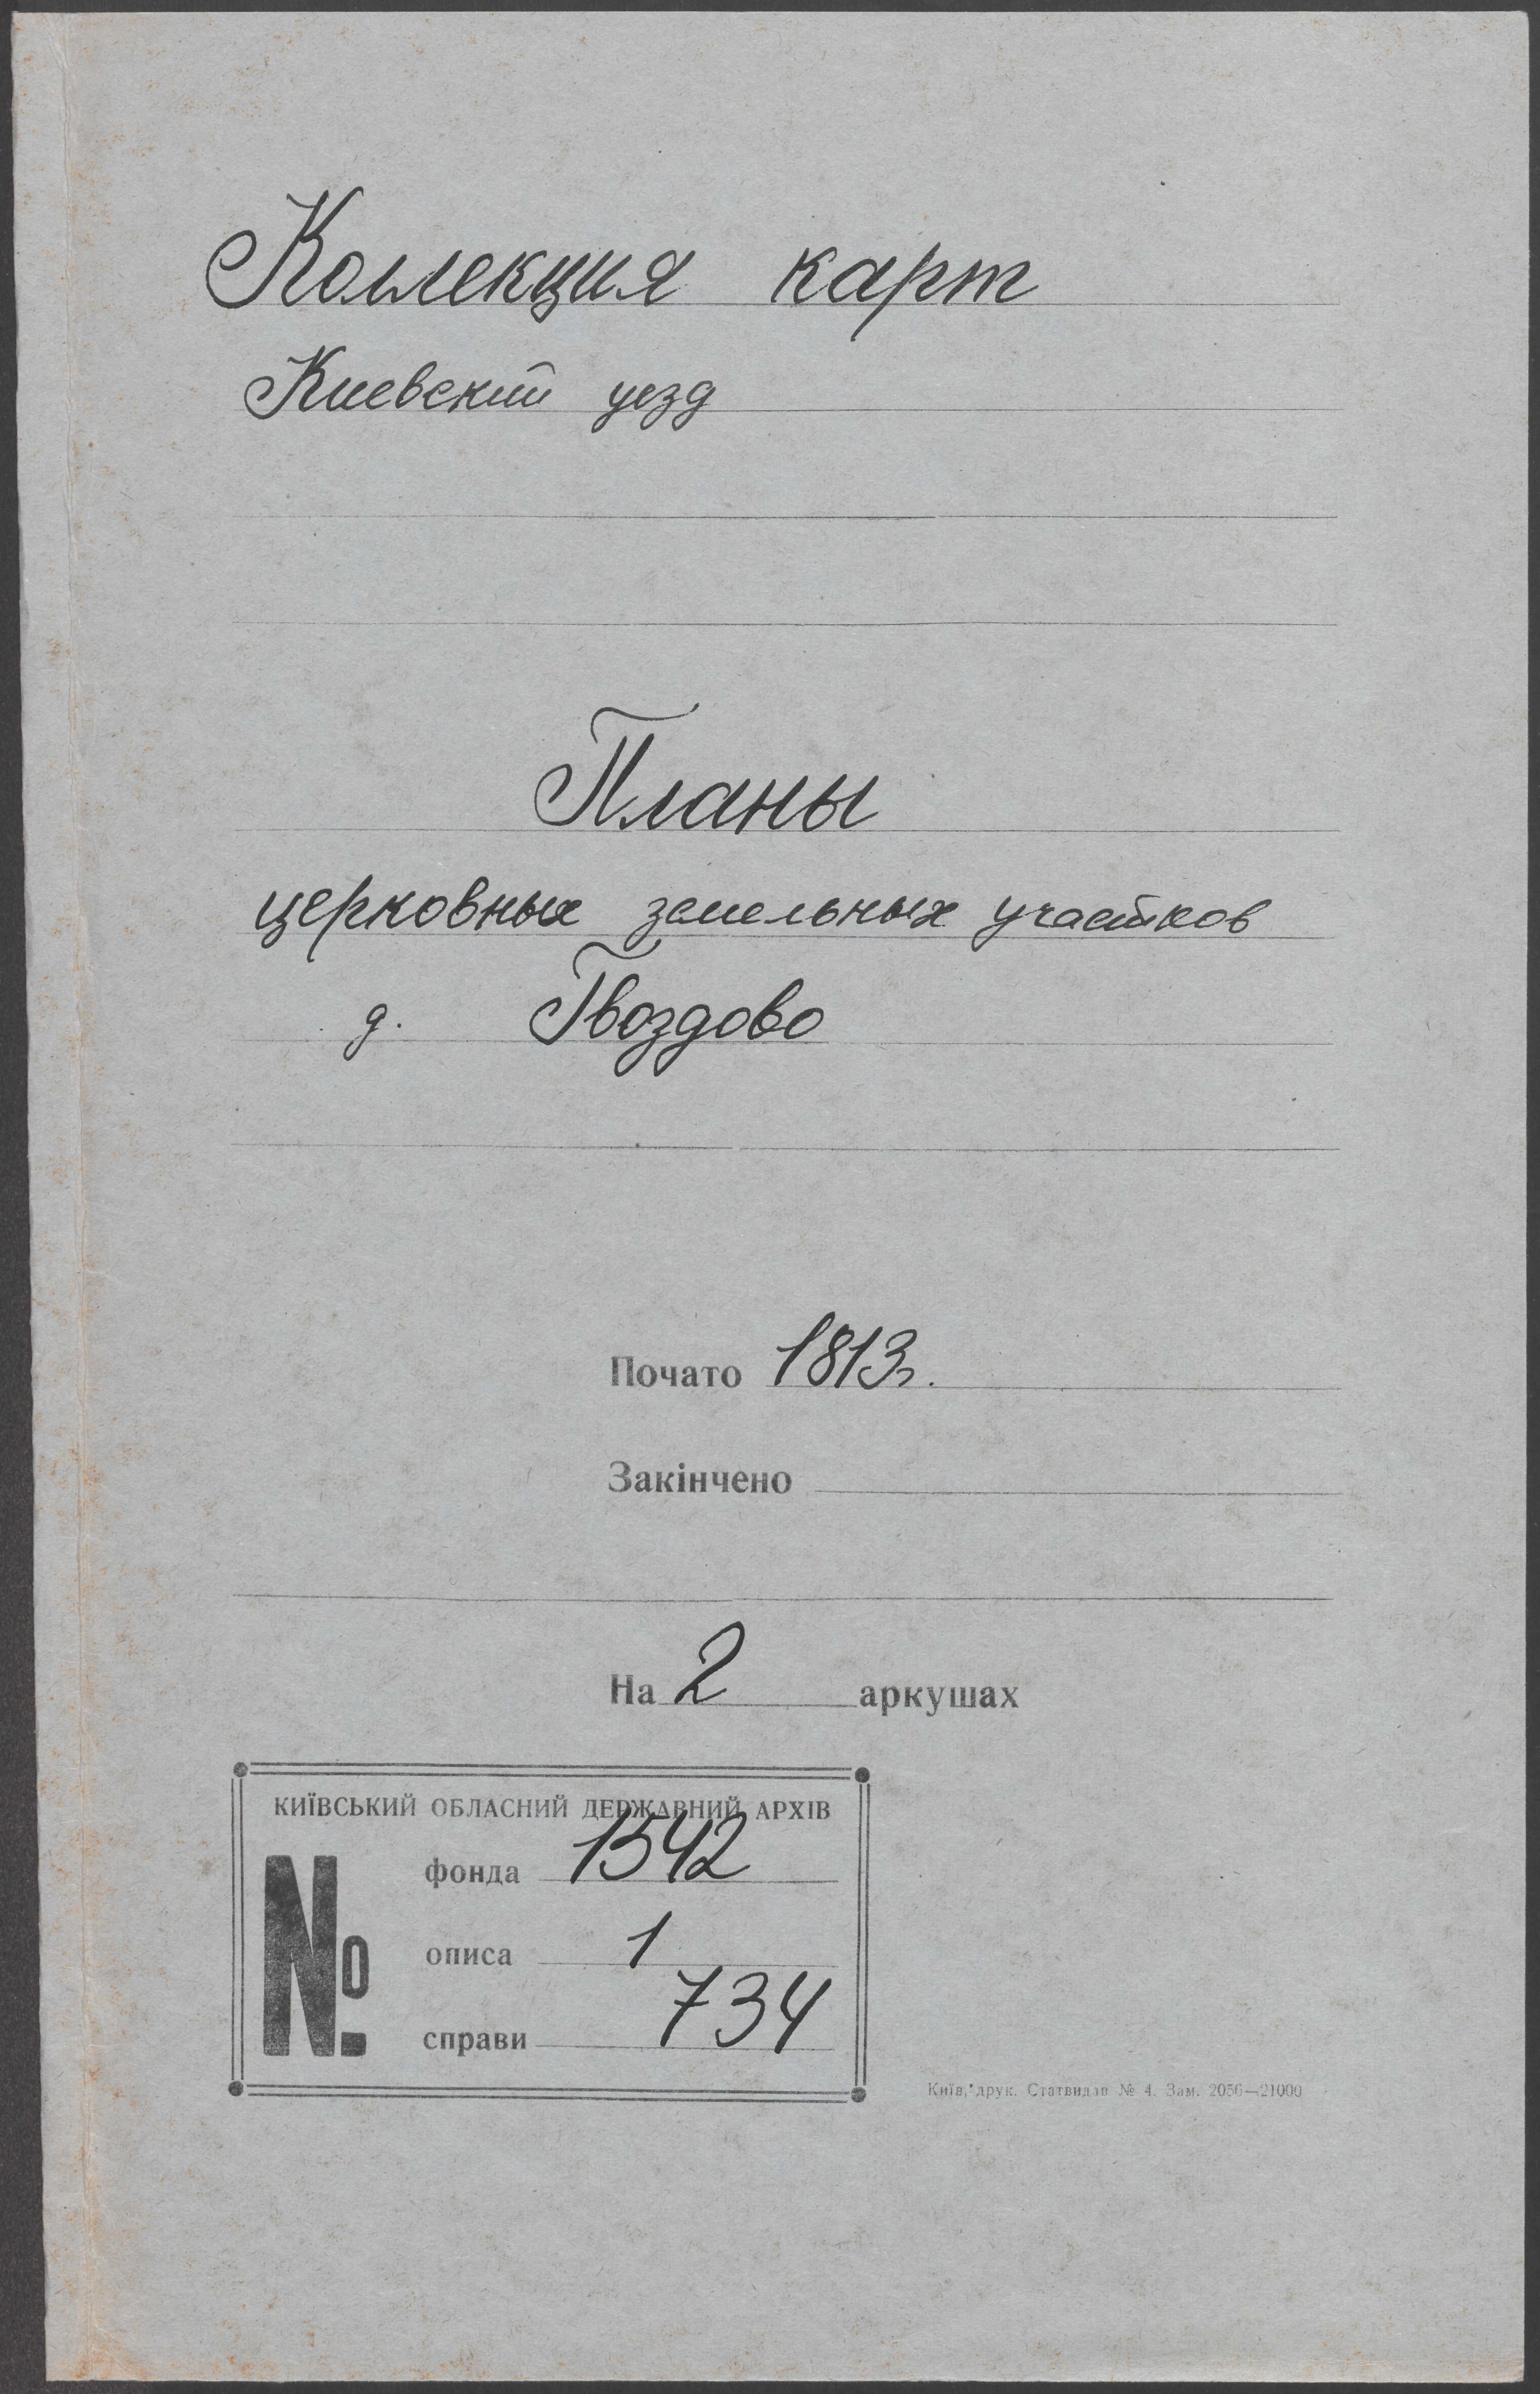 Коллекция карт
Киевский уезд
Планы
церковных земельных участков
д. Гвоздово
Почато 1813г.
Закінчено
На 2 аркушах
КИЇВСЬКИЙ ОБЛАСНИЙ ДЕРЖАВНИЙ АРХІВ
№
фонда 1542
описа 1
справи 734
Київ, друк. Статвидав № 4. Зам. 2056—21000